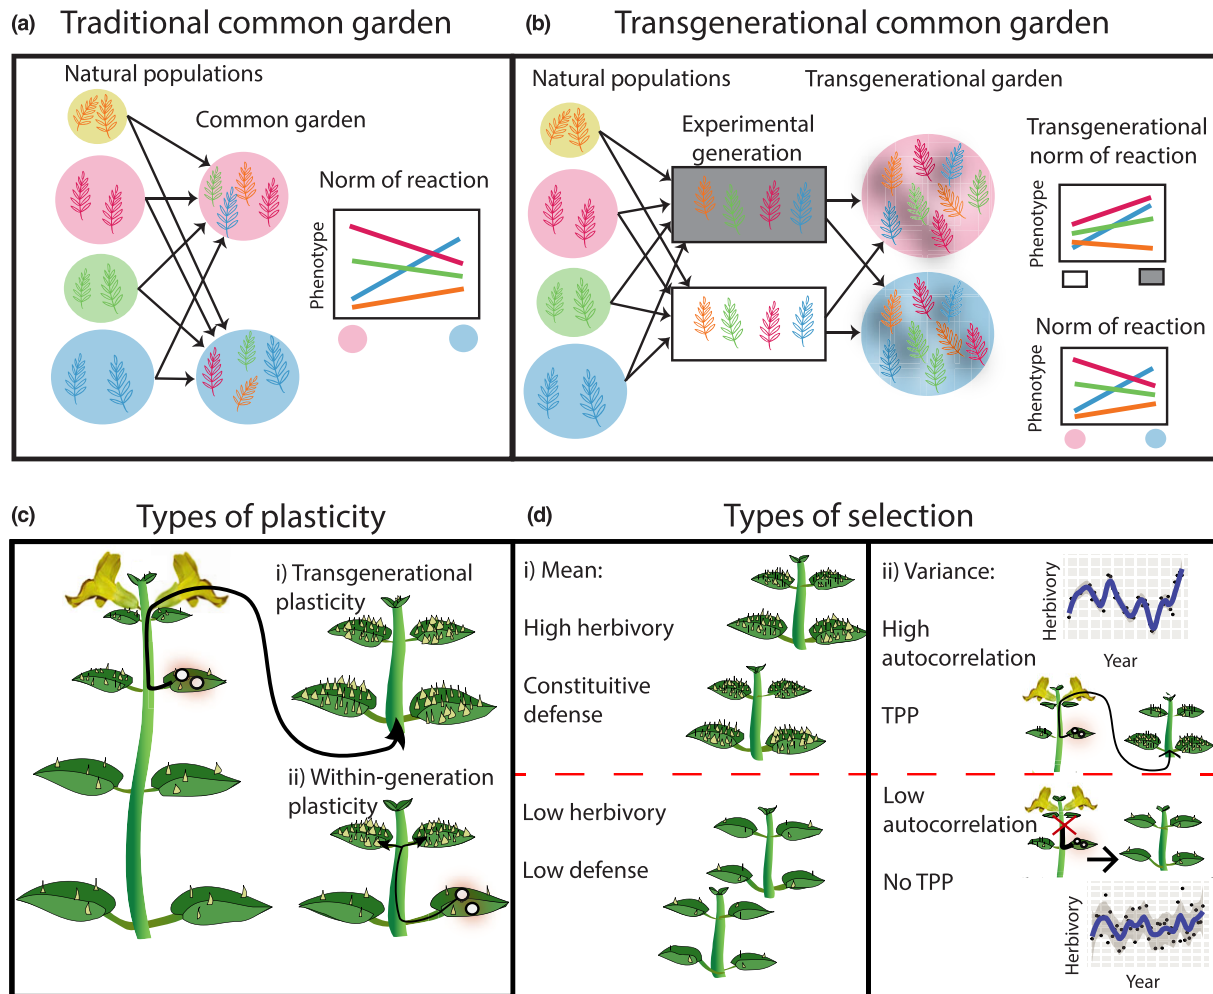 (a) Traditional common garden
Natural populations
Common garden
Norm of reaction
Phenotype
(b) Transgenerational common garden
Natural populations
Experimental
generation
Transgenerational garden
Transgenerational
norm of reaction
Phenotype
Norm of reaction
Phenotype
(c) Types of plasticity
i) Transgenerational
plasticity
ii) Within-generation
plasticity
(d) Types of selection
i) Mean:
High herbivory
Constituitive
defense
Low herbivory
Low defense
ii) Variance:
High
autocorrelation
TPP
Herbivory
Year
Low
autocorrelation
No TPP
Herbivory
Year